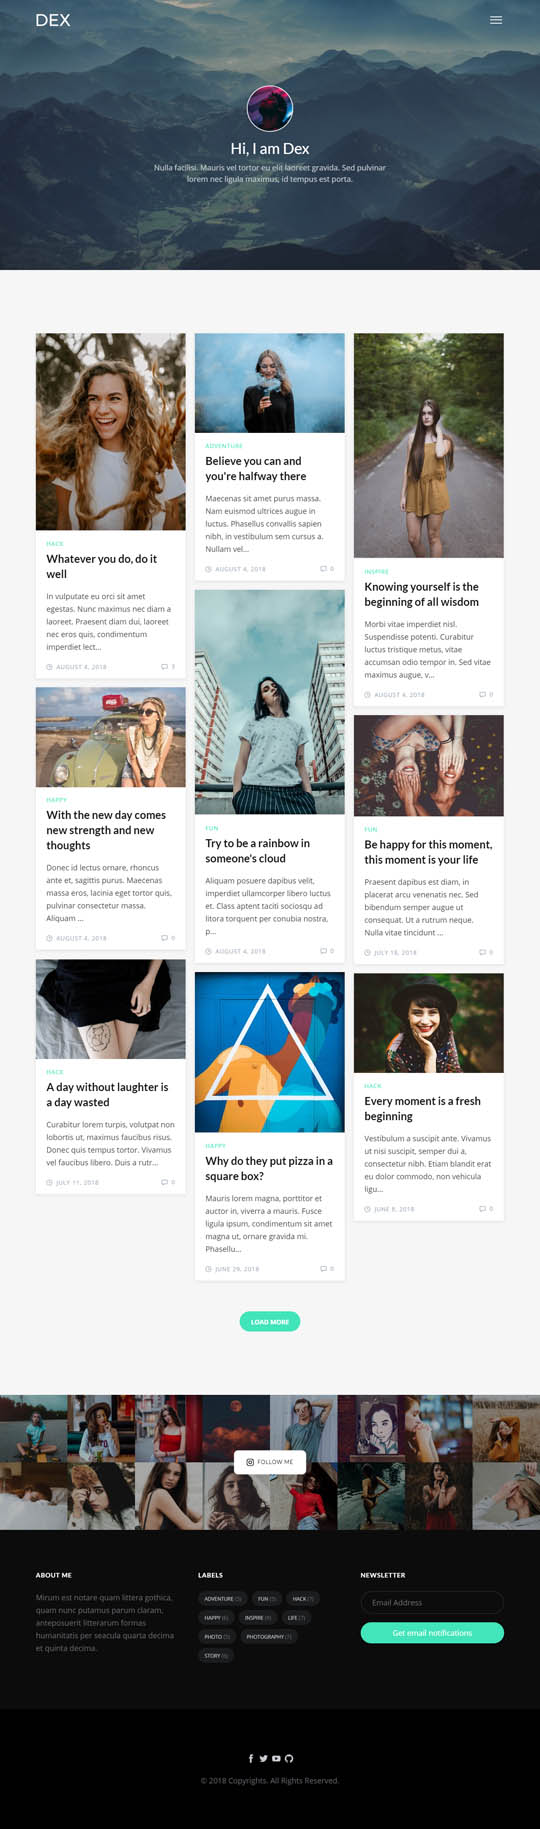 DEX
Hi, I am Dex
Nulla facilisi. Mauris vel tortor eu elit laoreet gravida. Sed pulvinar
lorem nec ligula maximus, id tempus est porta.
HACK
Whatever you do, do it
well
In vulputate eu orci sit amet
egestas. Nunc maximus nec diam a
laoreet. Praesent diam dui, laoreet
nec eros quis, condimentum
imperdiet lect...
AUGUST 4, 2018
3
HAPPY
With the new day comes
new strength and new
thoughts
Donec id lectus ornare, rhoncus
ante et, sagittis purus. Maecenas
massa eros, lacinia eget tortor quis,
pulvinar consectetur massa.
Aliquam ...
AUGUST 4, 2018
0
HACK
A day without laughter is
a day wasted
Curabitur lorem turpis, volutpat non
lobortis ut, maximus faucibus risus.
Donec quis tempus tortor. Vivamus
vel faucibus libero. Duis a rutr...
JULY 11, 2018
0
ADVENTURE
Believe you can and
you're halfway there
Maecenas sit amet purus massa.
Nam euismod ultrices augue in
luctus. Phasellus convallis sapien
nibh, in vestibulum sem cursus a.
Nullam vel...
AUGUST 4, 2018
0
FUN
Try to be a rainbow in
someone's cloud
Aliquam posuere dapibus velit,
imperdiet ullamcorper libero luctus
et. Class aptent taciti sociosqu ad
litora torquent per conubia nostra,
p...
AUGUST 4, 2018
0
HAPPY
Why do they put pizza in a
square box?
Mauris lorem magna, porttitor et
auctor in, viverra a mauris. Fusce
ligula ipsum, condimentum sit amet
magna ut, ornare gravida mi.
Phasellu...
JUNE 29, 2018
0
INSPIRE
Knowing yourself is the
beginning of all wisdom
Morbi vitae imperdiet nisl.
Suspendisse potenti. Curabitur
luctus tristique metus, vitae
accumsan odio tempor in. Sed vitae
maximus augue, v...
AUGUST 4, 2018
0
FUN
Be happy for this moment,
this moment is your life
Praesent dapibus est diam, in
placerat arcu venenatis nec. Sed
bibendum semper augue ut
consequat. Ut a rutrum neque.
Nulla vitae tincidunt ...
JULY 18, 2018
0
HACK
Every moment is a fresh
beginning
Vestibulum a suscipit ante. Vivamus
ut nisi suscipit, semper dui a,
consectetur nibh. Etiam blandit erat
eu dolor commodo, non vehicula
ligu...
JUNE 8, 2018
0
LOAD MORE
FOLLOW ME
ABOUT ME
Mirum est notare quam littera gothica,
quam nunc putamus parum claram,
anteposuerit litterarum formas
humanitatis per seacula quarta decima
et quinta decima.
LABELS
ADVENTURE (5) FUN (5) HACK (7)
HAPPY (6) INSPIRE (9) LIFE (7)
PHOTO (5) PHOTOGRAPHY (7)
STORY (6)
NEWSLETTER
Email Address
Get email notifications
© 2018 Copyrights. All Rights Reserved.